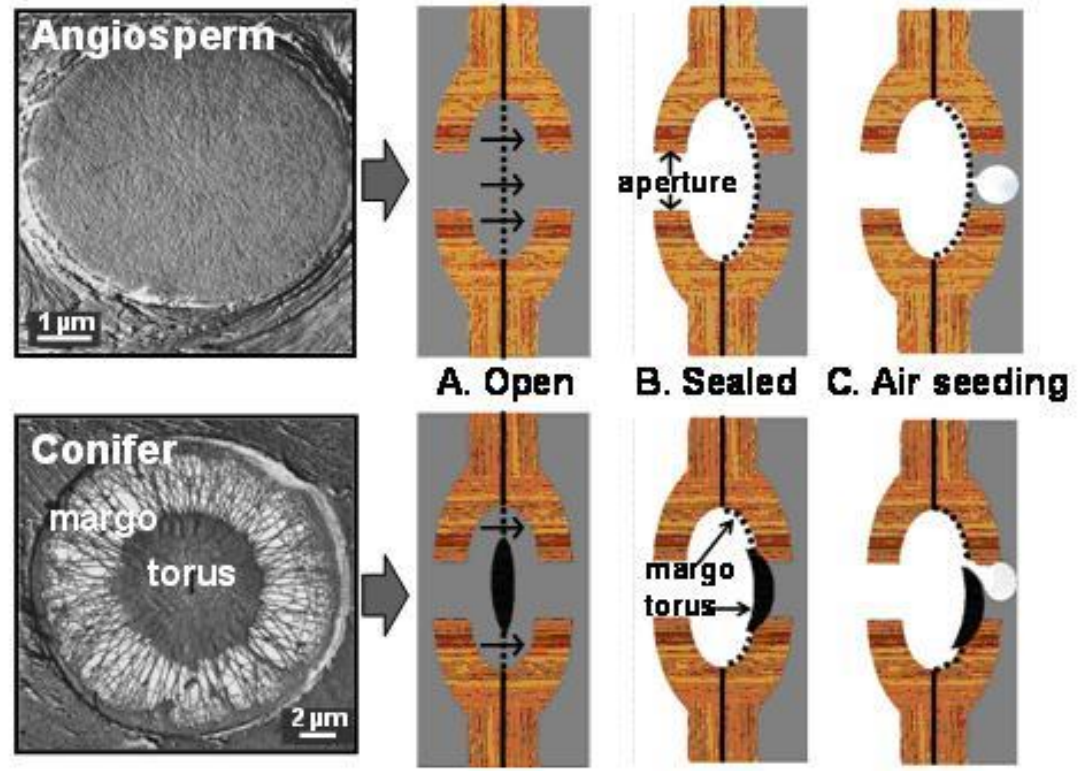 Angiosperm
1 µm
aperture
A. Open
B. Sealed
C. Air seeding
Conifer
margo
torus
2 µm
margo
torus